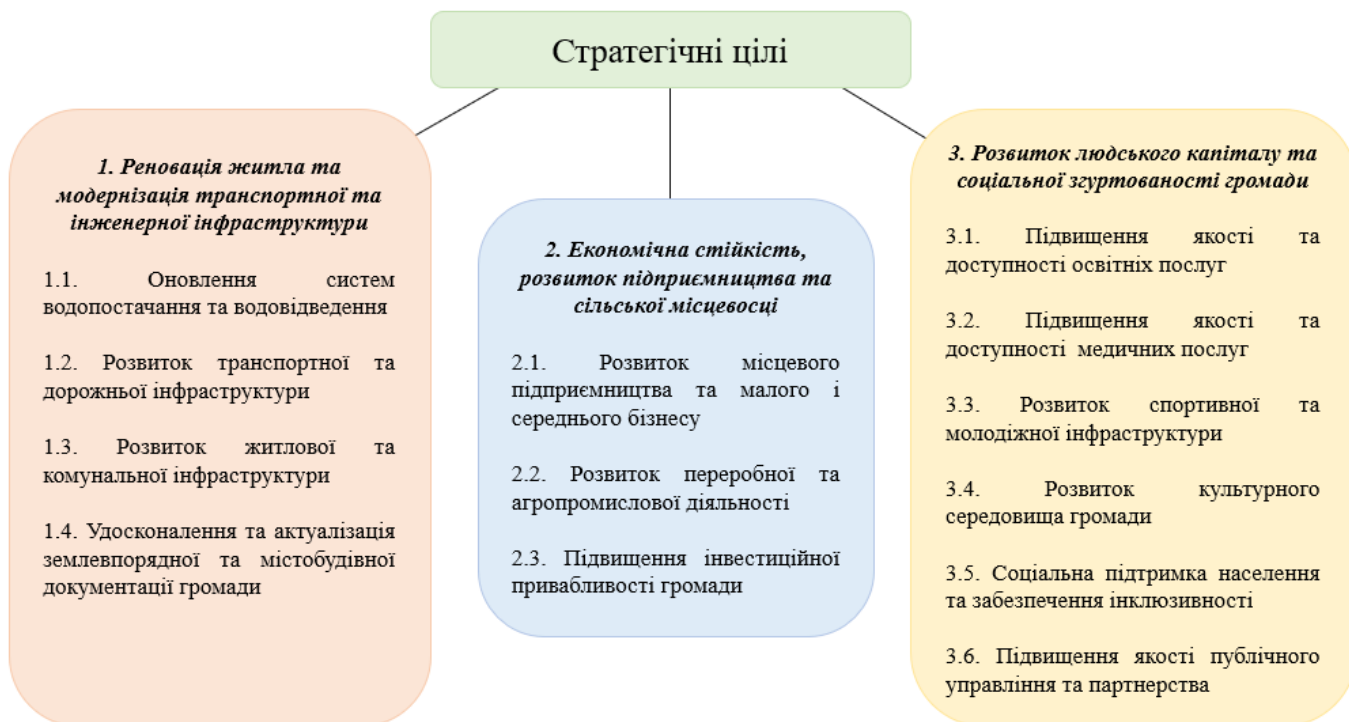 Стратегічні цілі
1. Реновація житла та
модернізація транспортної та
інженерної інфраструктури
1.1. Оновлення систем
водопостачання та водовідведення
1.2. Розвиток транспортної та
дорожньої інфраструктури
1.3. Розвиток житлової та
комунальної інфраструктури
1.4. Удосконалення та актуалізація
землевпорядної та містобудівної
документації громади
2. Економічна стійкість,
розвиток підприємництва та
сільської місцевосці
2.1. Розвиток місцевого
підприємництва та малого і
середнього бізнесу
2.2. Розвиток переробної та
агропромислової діяльності
2.3. Підвищення інвестиційної
привабливості громади
3. Розвиток людського капіталу та
соціальної згуртованості громади
3.1. Підвищення якості та
доступності освітніх послуг
3.2. Підвищення якості та
доступності медичних послуг
3.3. Розвиток спортивної та
молодіжної інфраструктури
3.4. Розвиток культурного
середовища громади
3.5. Соціальна підтримка населення
та забезпечення інклюзивності
3.6. Підвищення якості публічного
управління та партнерства